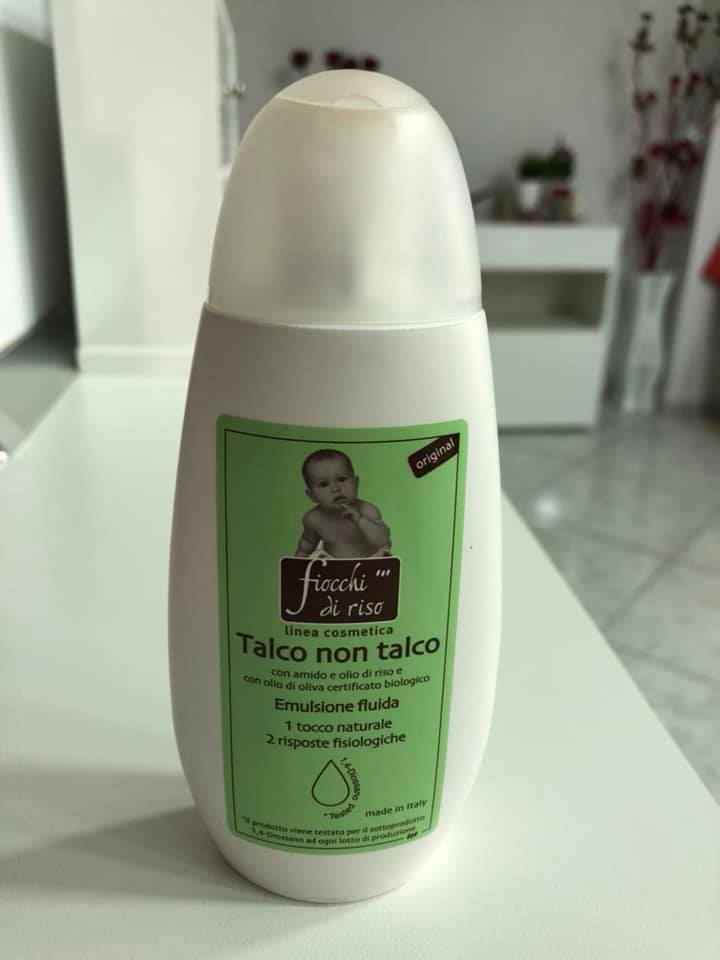 original
fiocchi
di riso
linea cosmetica
Talco non talco
con amido e olio di riso e
con olio di oliva certificato biologico
Emulsione fluida
1 tocco naturale
2 risposte fisiologiche
1,4-Diossano
* Tested
made in Italy
*il prodotto viene testato per il sottoprodotto
1,4-Diossano ad ogni lotto di produzione